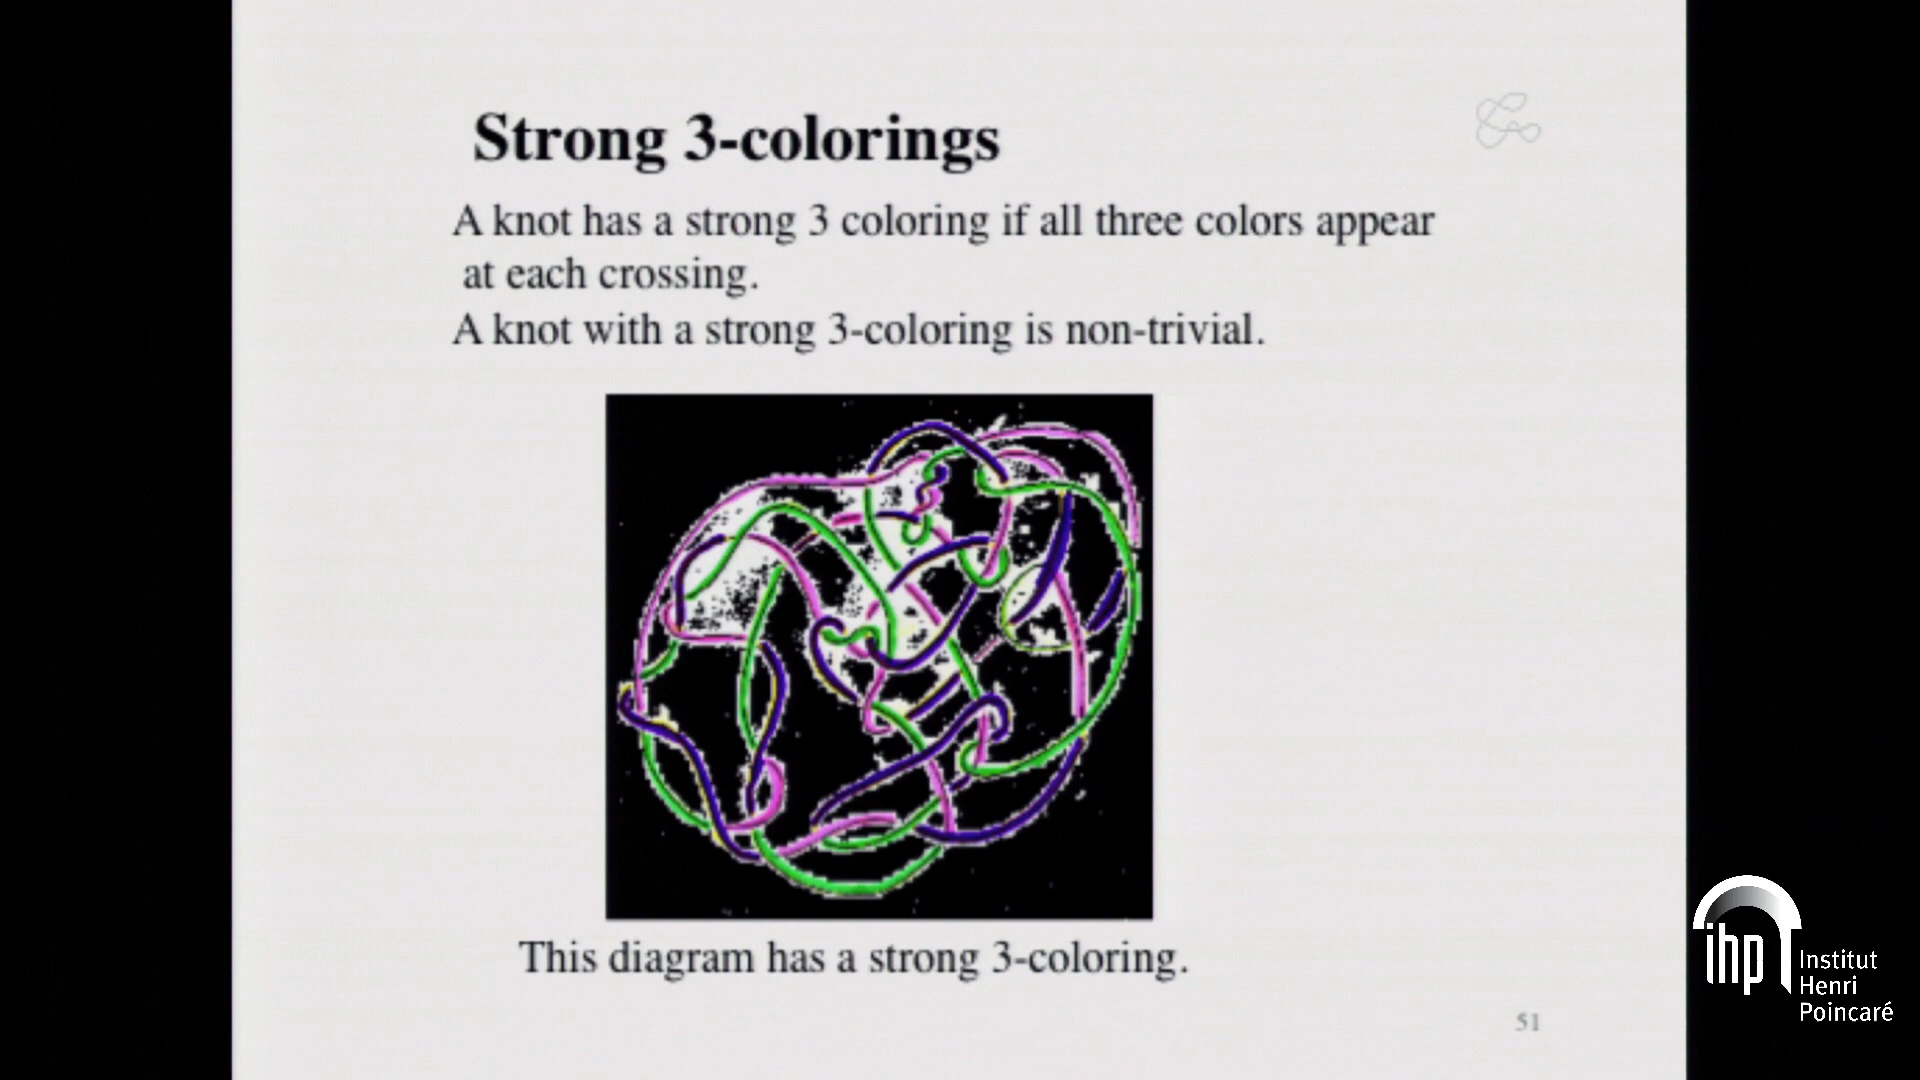 Strong 3-colorings
A knot has a strong 3 coloring if all three colors appear
at each crossing.
A knot with a strong 3-coloring is non-trivial.
This diagram has a strong 3-coloring.
51
ihp
Institut
Henri
Poincaré